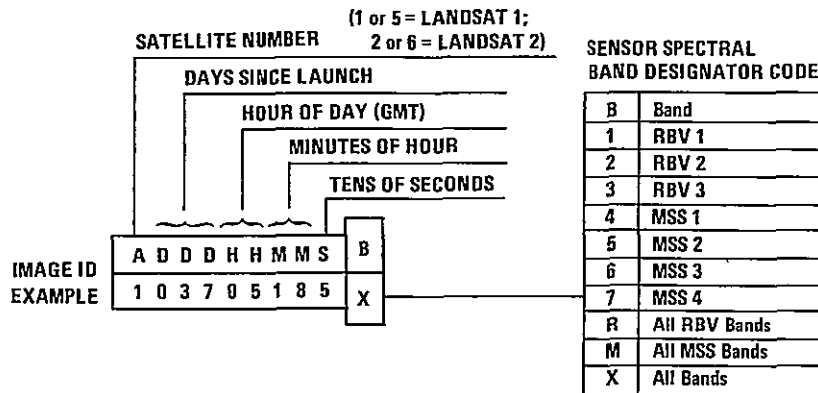 (1 or 5 = LANDSAT 1;
SATELLITE NUMBER 2 or 6 = LANDSAT 2)
DAYS SINCE LAUNCH
HOUR OF DAY (GMT)
MINUTES OF HOUR
TENS OF SECONDS
IMAGE ID
EXAMPLE
A D D D H H M M S B
1 0 3 7 0 5 1 8 5 X
SENSOR SPECTRAL
BAND DESIGNATOR CODE
B Band
1 RBV 1
2 RBV 2
3 RBV 3
4 MSS 1
5 MSS 2
6 MSS 3
7 MSS 4
R All RBV Bands
M All MSS Bands
X All Bands